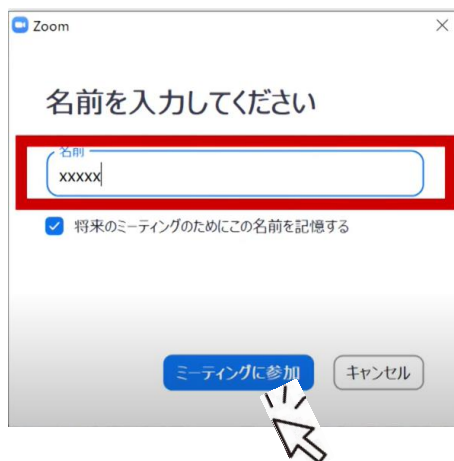 Zoom
名前を入力してください
名前
xxxxx
将来のミーティングのためにこの名前を記憶する
ミーティングに参加
キャンセル